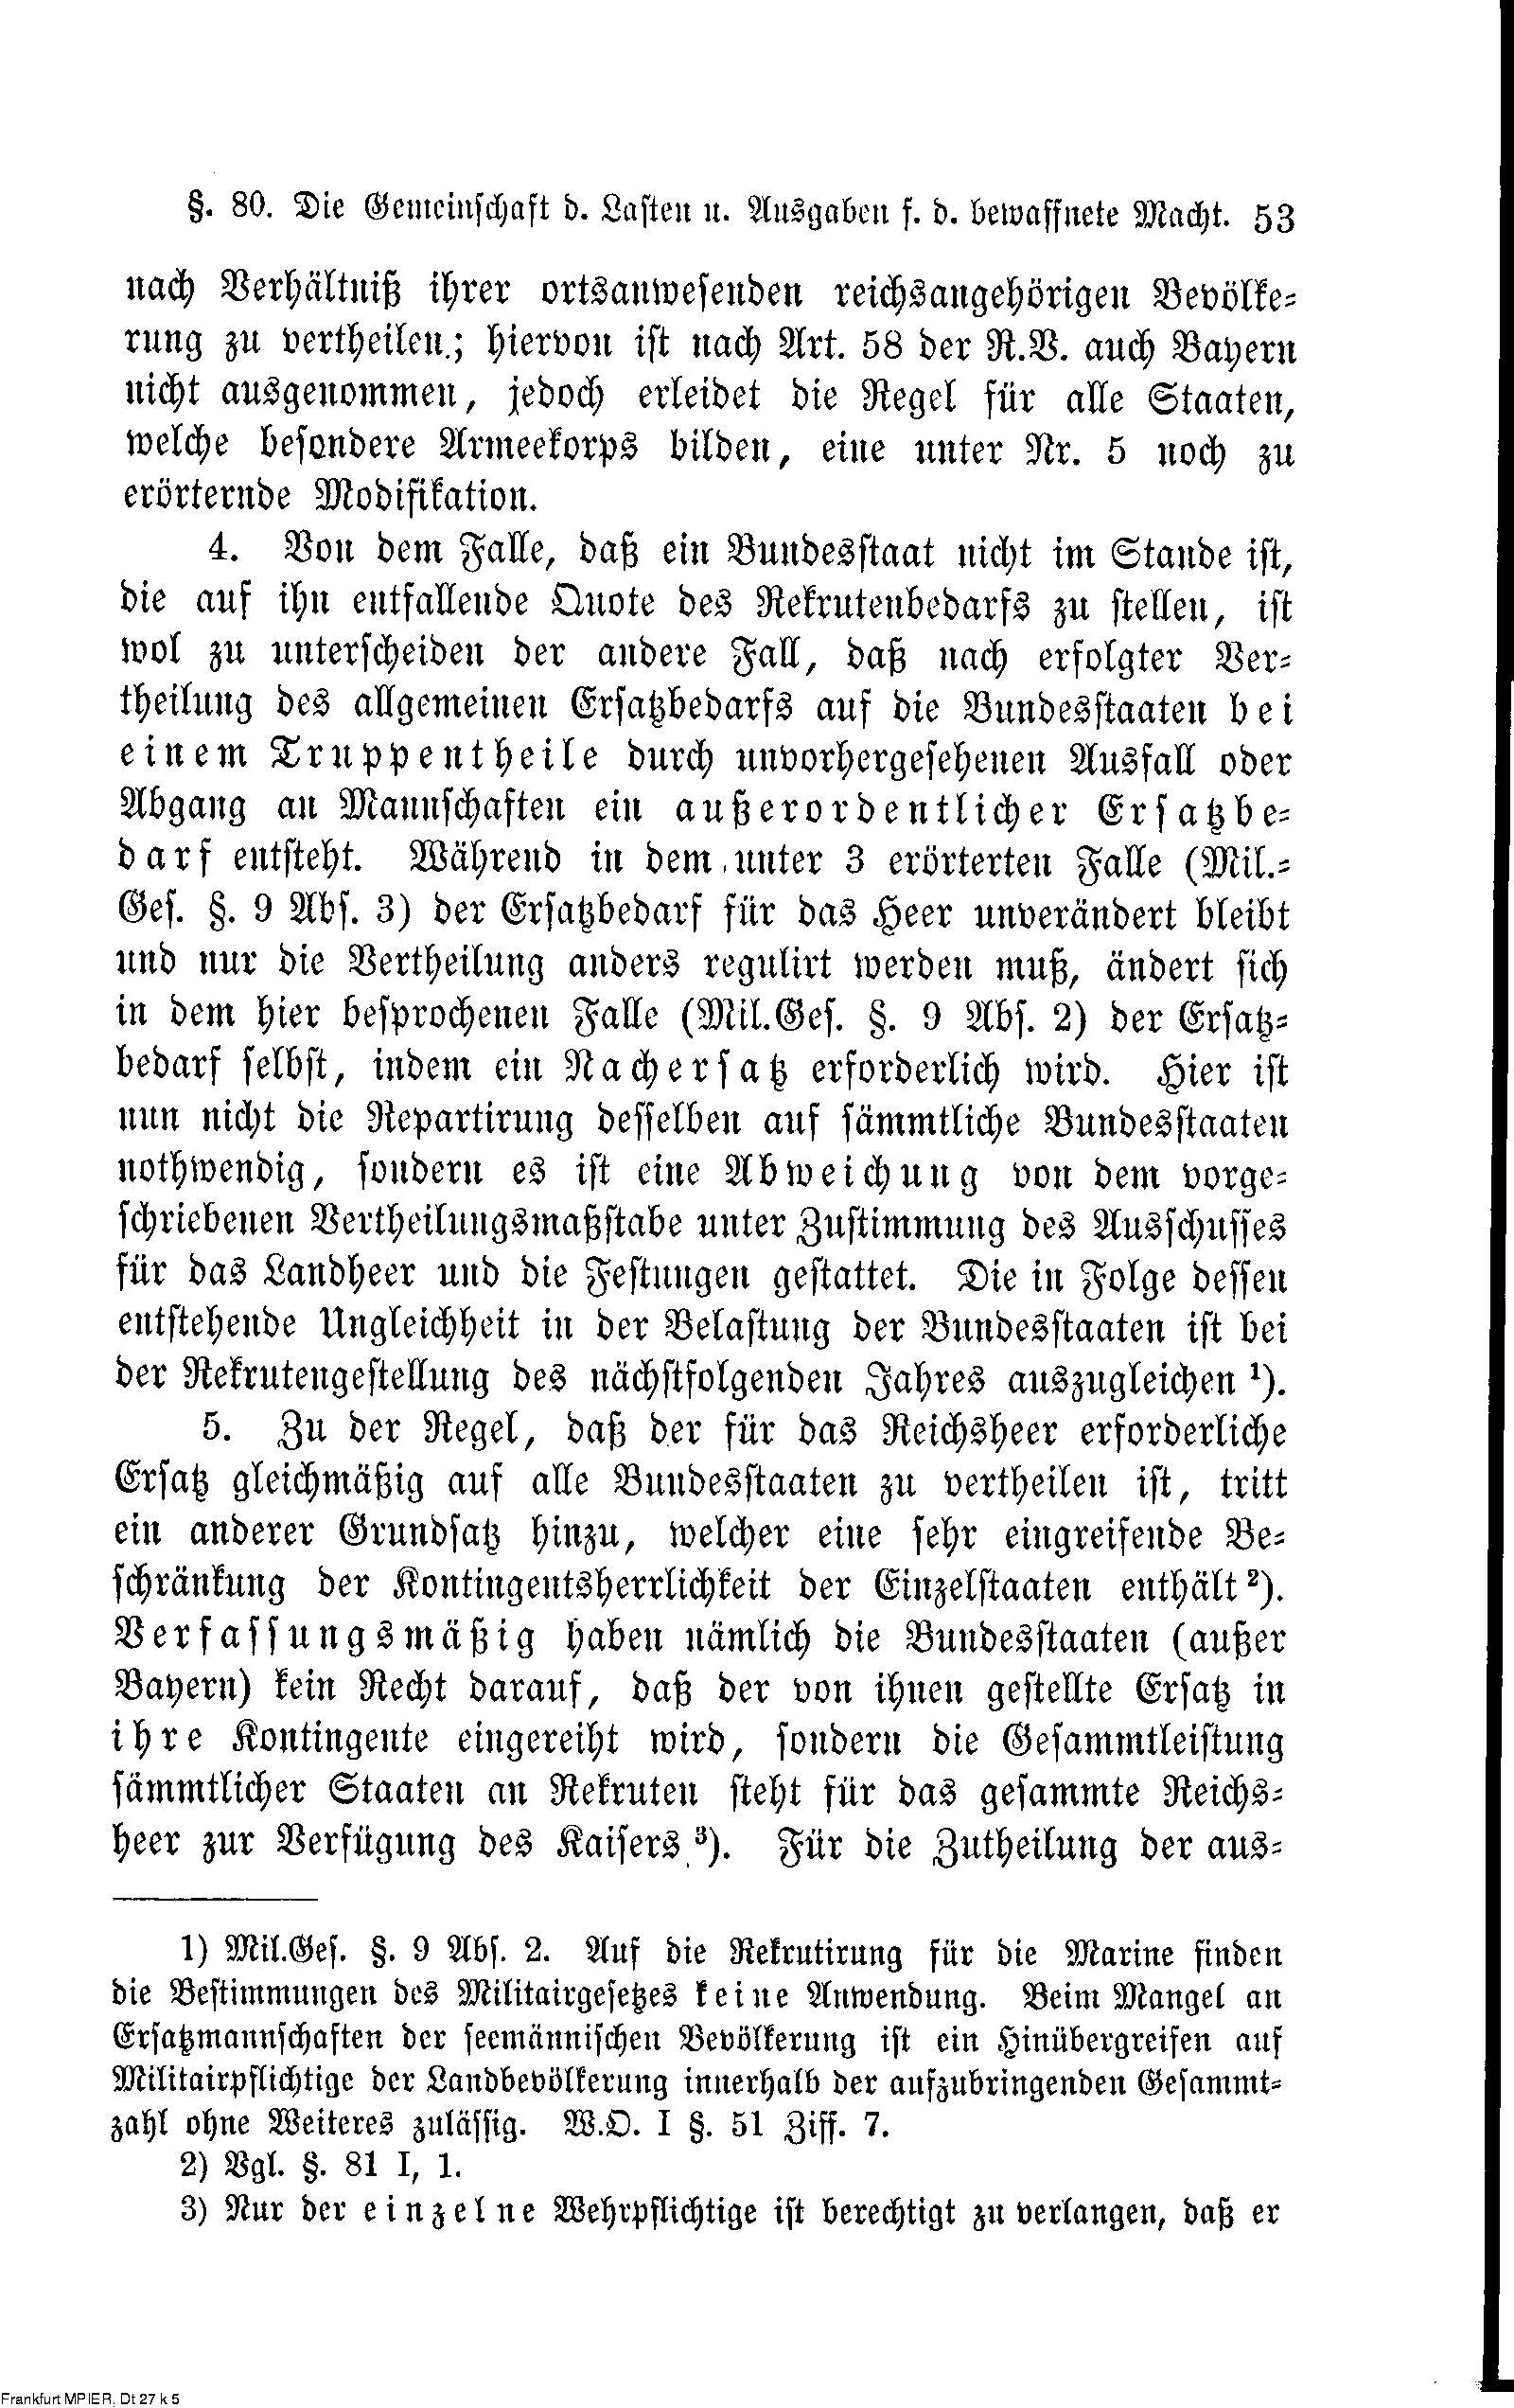 §. 80. Die Gemeinschaft d. Lasten u. Ausgaben f. d. bewaffnete Macht. 53
nach Verhältniß ihrer ortsanwesenden reichsangehörigen Bevölke-
rung zu vertheilen; hiervon ist nach Art. 58 der R.V. auch Bayern
nicht ausgenommen, jedoch erleidet die Regel für alle Staaten,
welche besondere Armeekorps bilden, eine unter Nr. 5 noch zu
erörternde Modifikation.
4. Von dem Falle, daß ein Bundesstaat nicht im Stande ist,
die auf ihn entfallende Quote des Rekrutenbedarfs zu stellen, ist
wol zu unterscheiden der andere Fall, daß nach erfolgter Ver-
theilung des allgemeinen Ersatzbedarfs auf die Bundesstaaten bei
einem Truppentheile durch unvorhergesehenen Ausfall oder
Abgang an Mannschaften ein außerordentlicher Ersatzbe-
darf entsteht. Während in dem unter 3 erörterten Falle (Mil.-
Ges. §. 9 Abs. 3) der Ersatzbedarf für das Heer unverändert bleibt
und nur die Vertheilung anders regulirt werden muß, ändert sich
in dem hier besprochenen Falle (Mil.Ges. §. 9 Abs. 2) der Ersatz-
bedarf selbst, indem ein Nachersatz erforderlich wird. Hier ist
nun nicht die Repartirung desselben auf sämmtliche Bundesstaaten
nothwendig, sondern es ist eine Abweichung von dem vorge-
schriebenen Vertheilungsmaßstabe unter Zustimmung des Ausschusses
für das Landheer und die Festungen gestattet. Die in Folge dessen
entstehende Ungleichheit in der Belastung der Bundesstaaten ist bei
der Rekrutengestellung des nächstfolgenden Jahres auszugleichen ¹).
5. Zu der Regel, daß der für das Reichsheer erforderliche
Ersatz gleichmäßig auf alle Bundesstaaten zu vertheilen ist, tritt
ein anderer Grundsatz hinzu, welcher eine sehr eingreifende Be-
schränkung der Kontingentsherrlichkeit der Einzelstaaten enthält ²).
Verfassungsmäßig haben nämlich die Bundesstaaten (außer
Bayern) kein Recht darauf, daß der von ihnen gestellte Ersatz in
ihre Kontingente eingereiht wird, sondern die Gesammtleistung
sämmtlicher Staaten an Rekruten steht für das gesammte Reichs-
heer zur Verfügung des Kaisers ³). Für die Zutheilung der aus-
1) Mil.Ges. §. 9 Abs. 2. Auf die Rekrutirung für die Marine finden
die Bestimmungen des Militairgesetzes keine Anwendung. Beim Mangel an
Ersatzmannschaften der seemännischen Bevölkerung ist ein Hinübergreifen auf
Militairpflichtige der Landbevölkerung innerhalb der aufzubringenden Gesammt-
zahl ohne Weiteres zulässig. W.O. I §. 51 Ziff. 7.
2) Vgl. §. 81 I, 1.
3) Nur der einzelne Wehrpflichtige ist berechtigt zu verlangen, daß er
Frankfurt MPIER, Dt 27 k 5